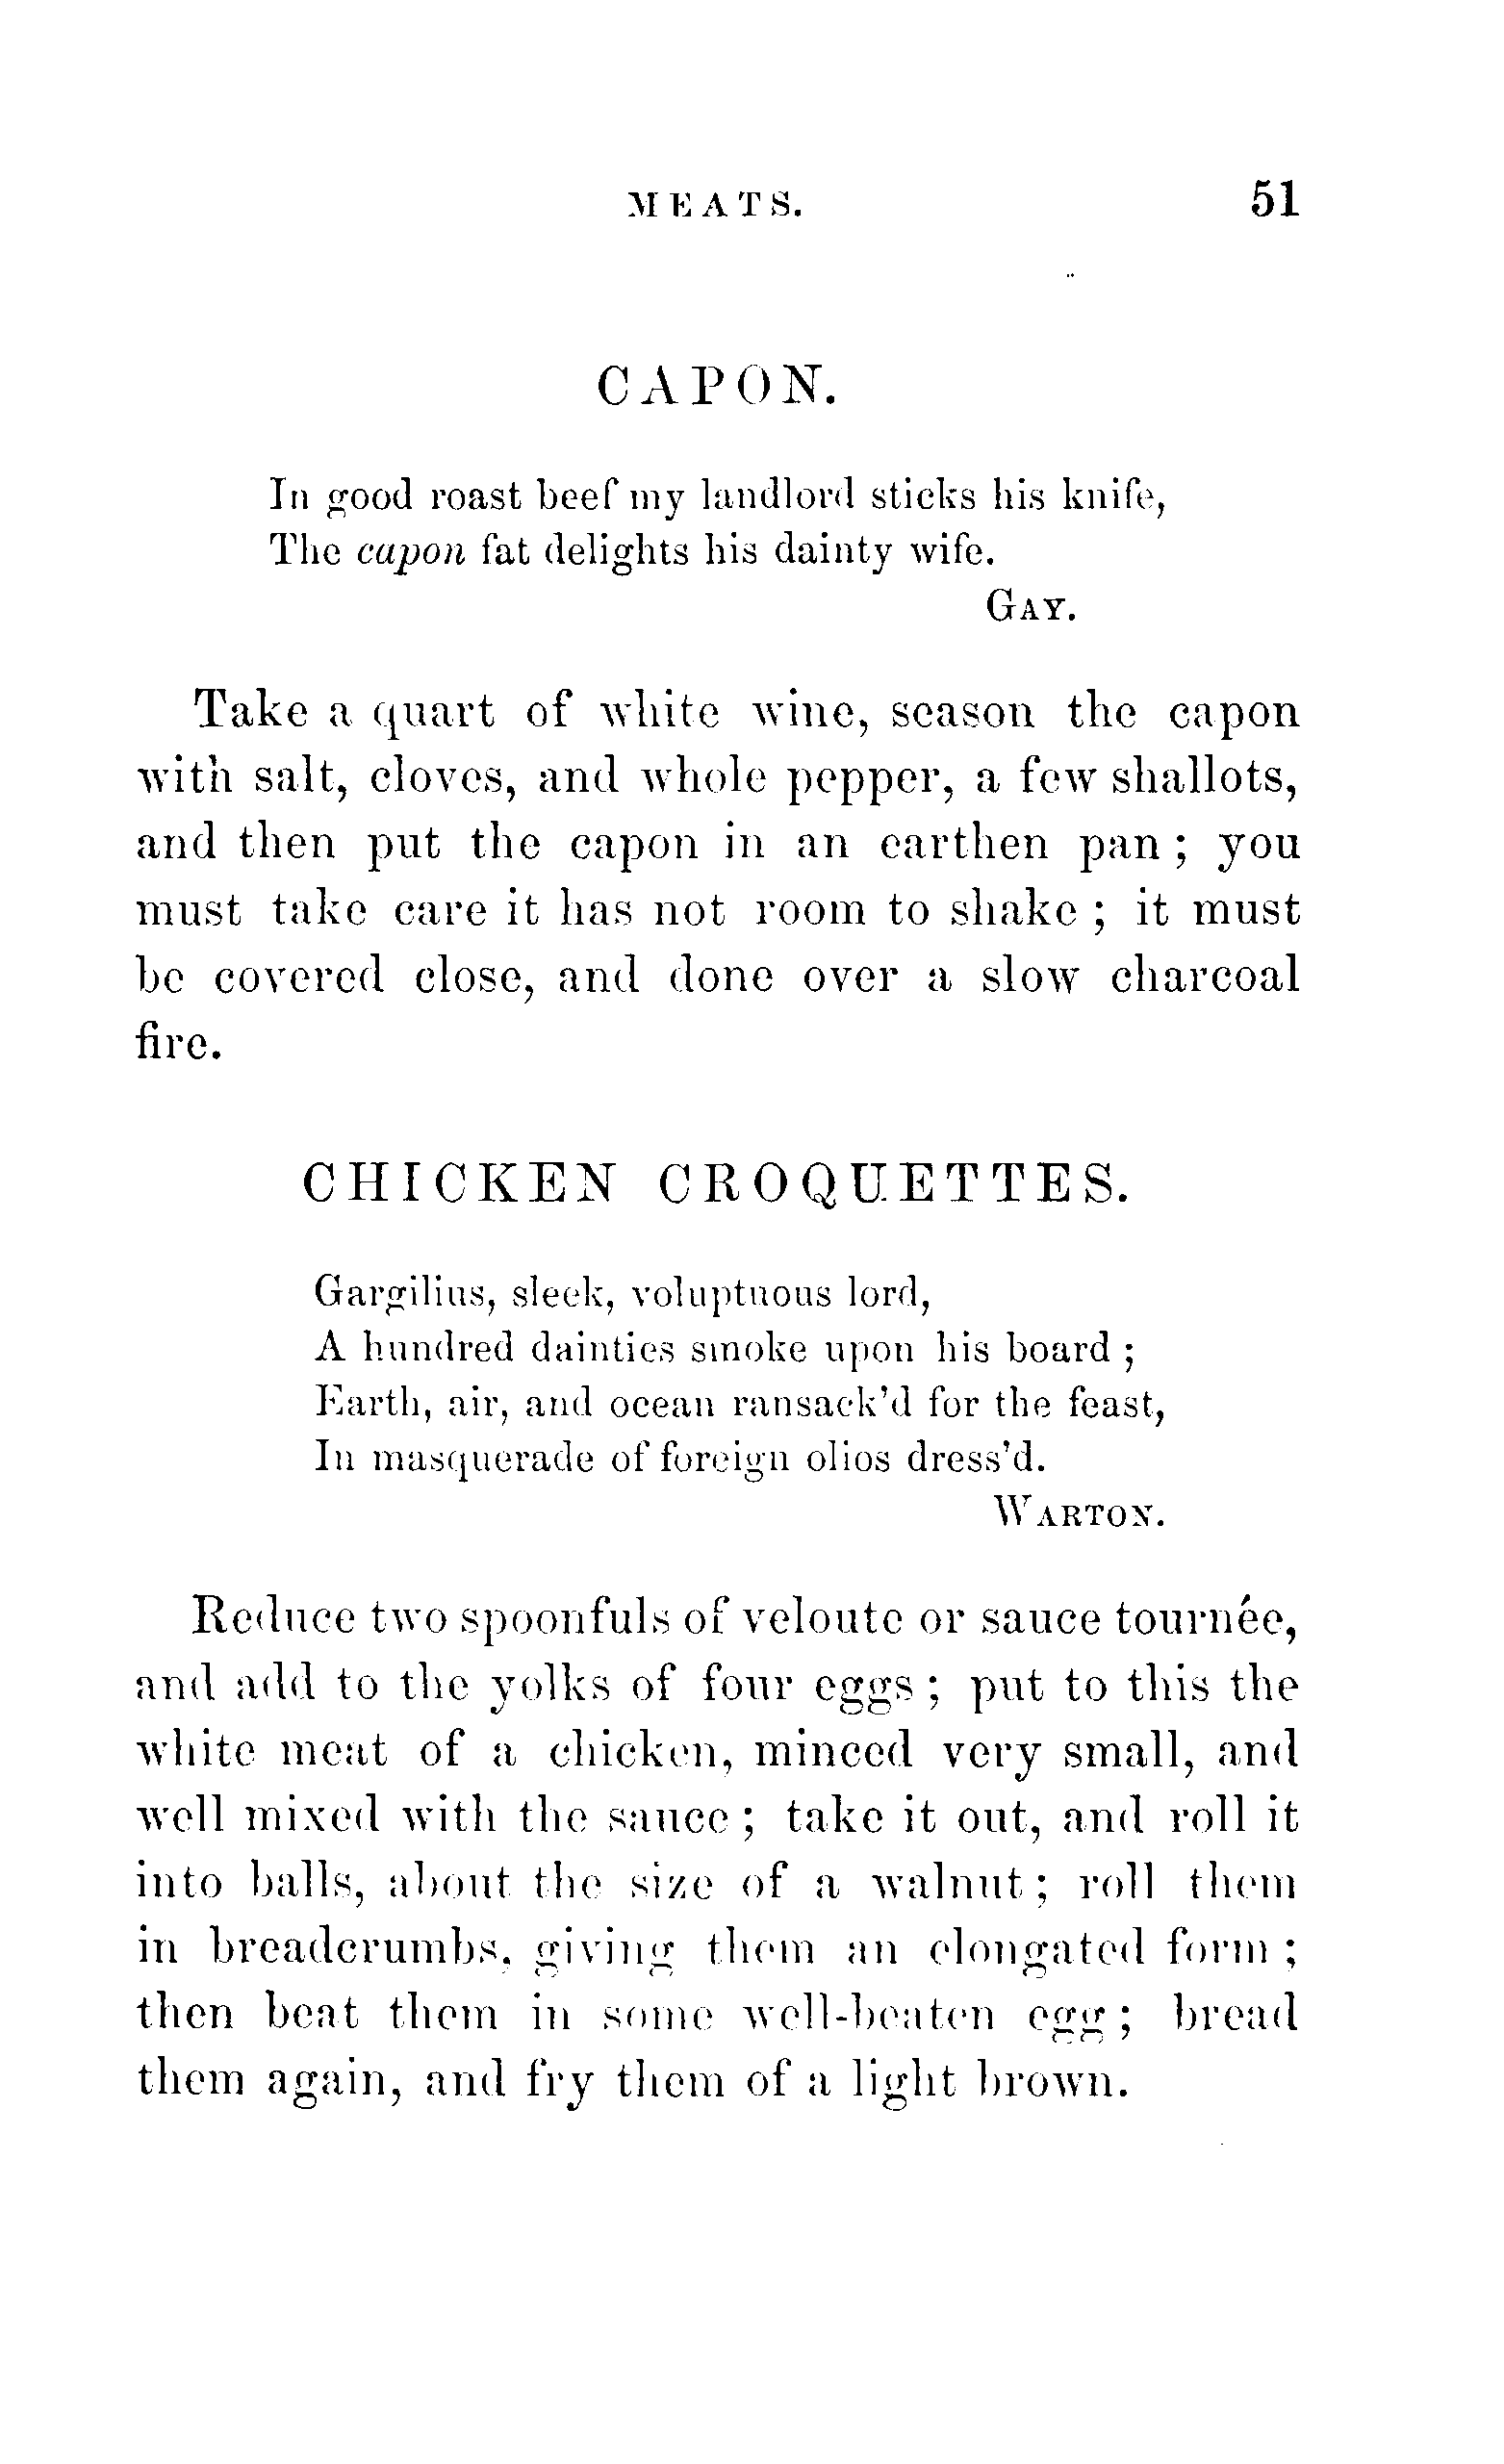 MEATS. 51
CAPON.
In good roast beef my landlord sticks his knife,
The capon fat delights his dainty wife.
GAY.
Take a quart of white wine, season the capon
with salt, cloves, and whole pepper, a few shallots,
and then put the capon in an earthen pan; you
must take care it has not room to shake; it must
be covered close, and done over a slow charcoal
fire.
CHICKEN CROQUETTES.
Gargilius, sleek, voluptuous lord,
A hundred dainties smoke upon his board;
Earth, air, and ocean ransack'd for the feast,
In masquerade of foreign olios dress'd.
WARTON.
Reduce two spoonfuls of veloute or sauce tournée,
and add to the yolks of four eggs; put to this the
white meat of a chicken, minced very small, and
well mixed with the sauce; take it out, and roll it
into balls, about the size of a walnut; roll them
in breadcrumbs, giving them an elongated form;
then beat them in some well-beaten egg; bread
them again, and fry them of a light brown.